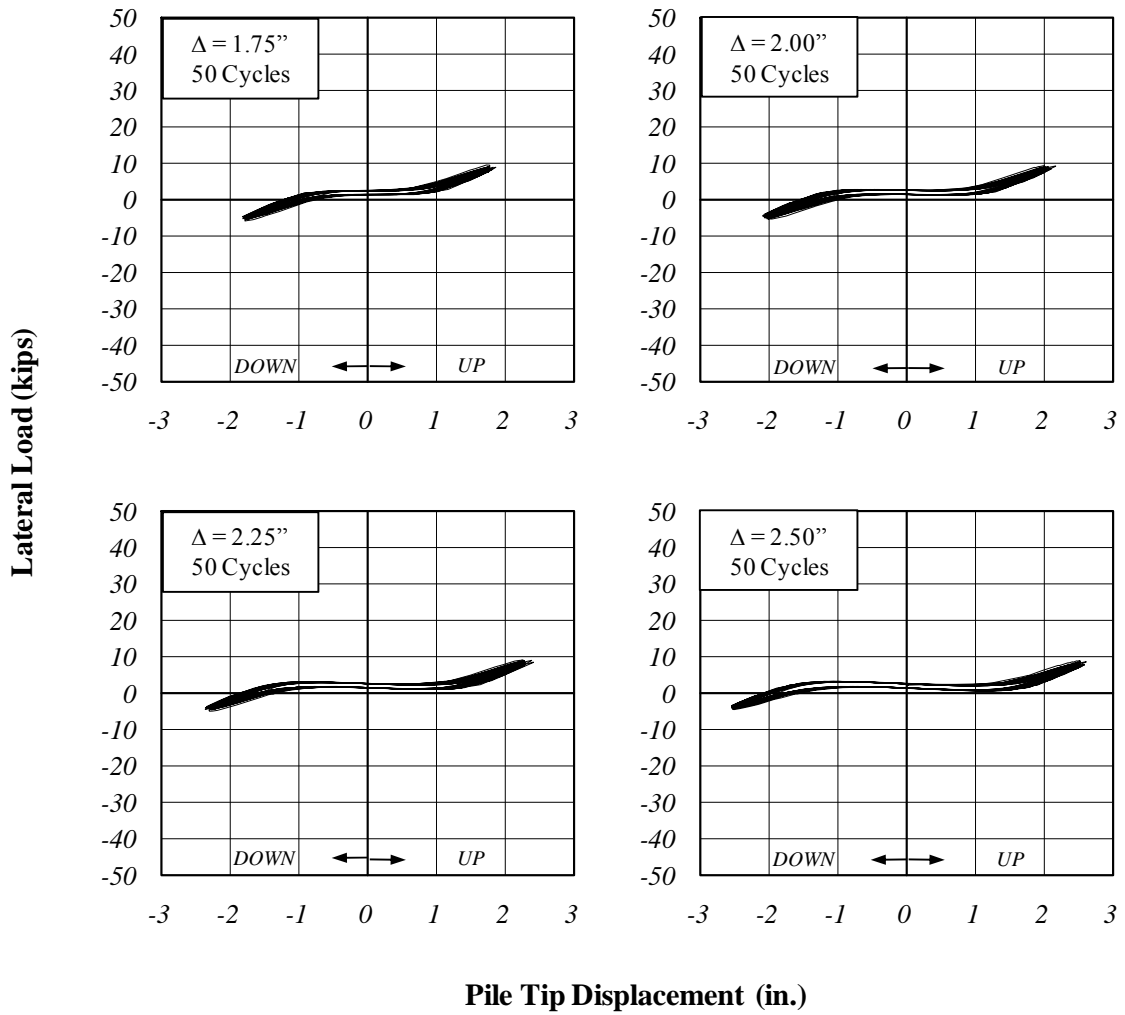 Lateral Load (kips)
Δ = 1.75”
50 Cycles
50
40
30
20
10
0
-10
-20
-30
-40
-50
DOWN UP
-3 -2 -1 0 1 2 3
Δ = 2.00”
50 Cycles
50
40
30
20
10
0
-10
-20
-30
-40
-50
DOWN UP
-3 -2 -1 0 1 2 3
Δ = 2.25”
50 Cycles
50
40
30
20
10
0
-10
-20
-30
-40
-50
DOWN UP
-3 -2 -1 0 1 2 3
Δ = 2.50”
50 Cycles
50
40
30
20
10
0
-10
-20
-30
-40
-50
DOWN UP
-3 -2 -1 0 1 2 3
Pile Tip Displacement (in.)